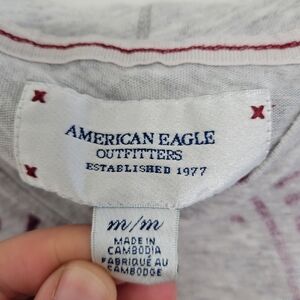 AMERICAN EAGLE
OUTFITTERS
ESTABLISHED 1977
m/m
MADE IN
CAMBODIA
FABRIQUÉ AU
CAMBODGE